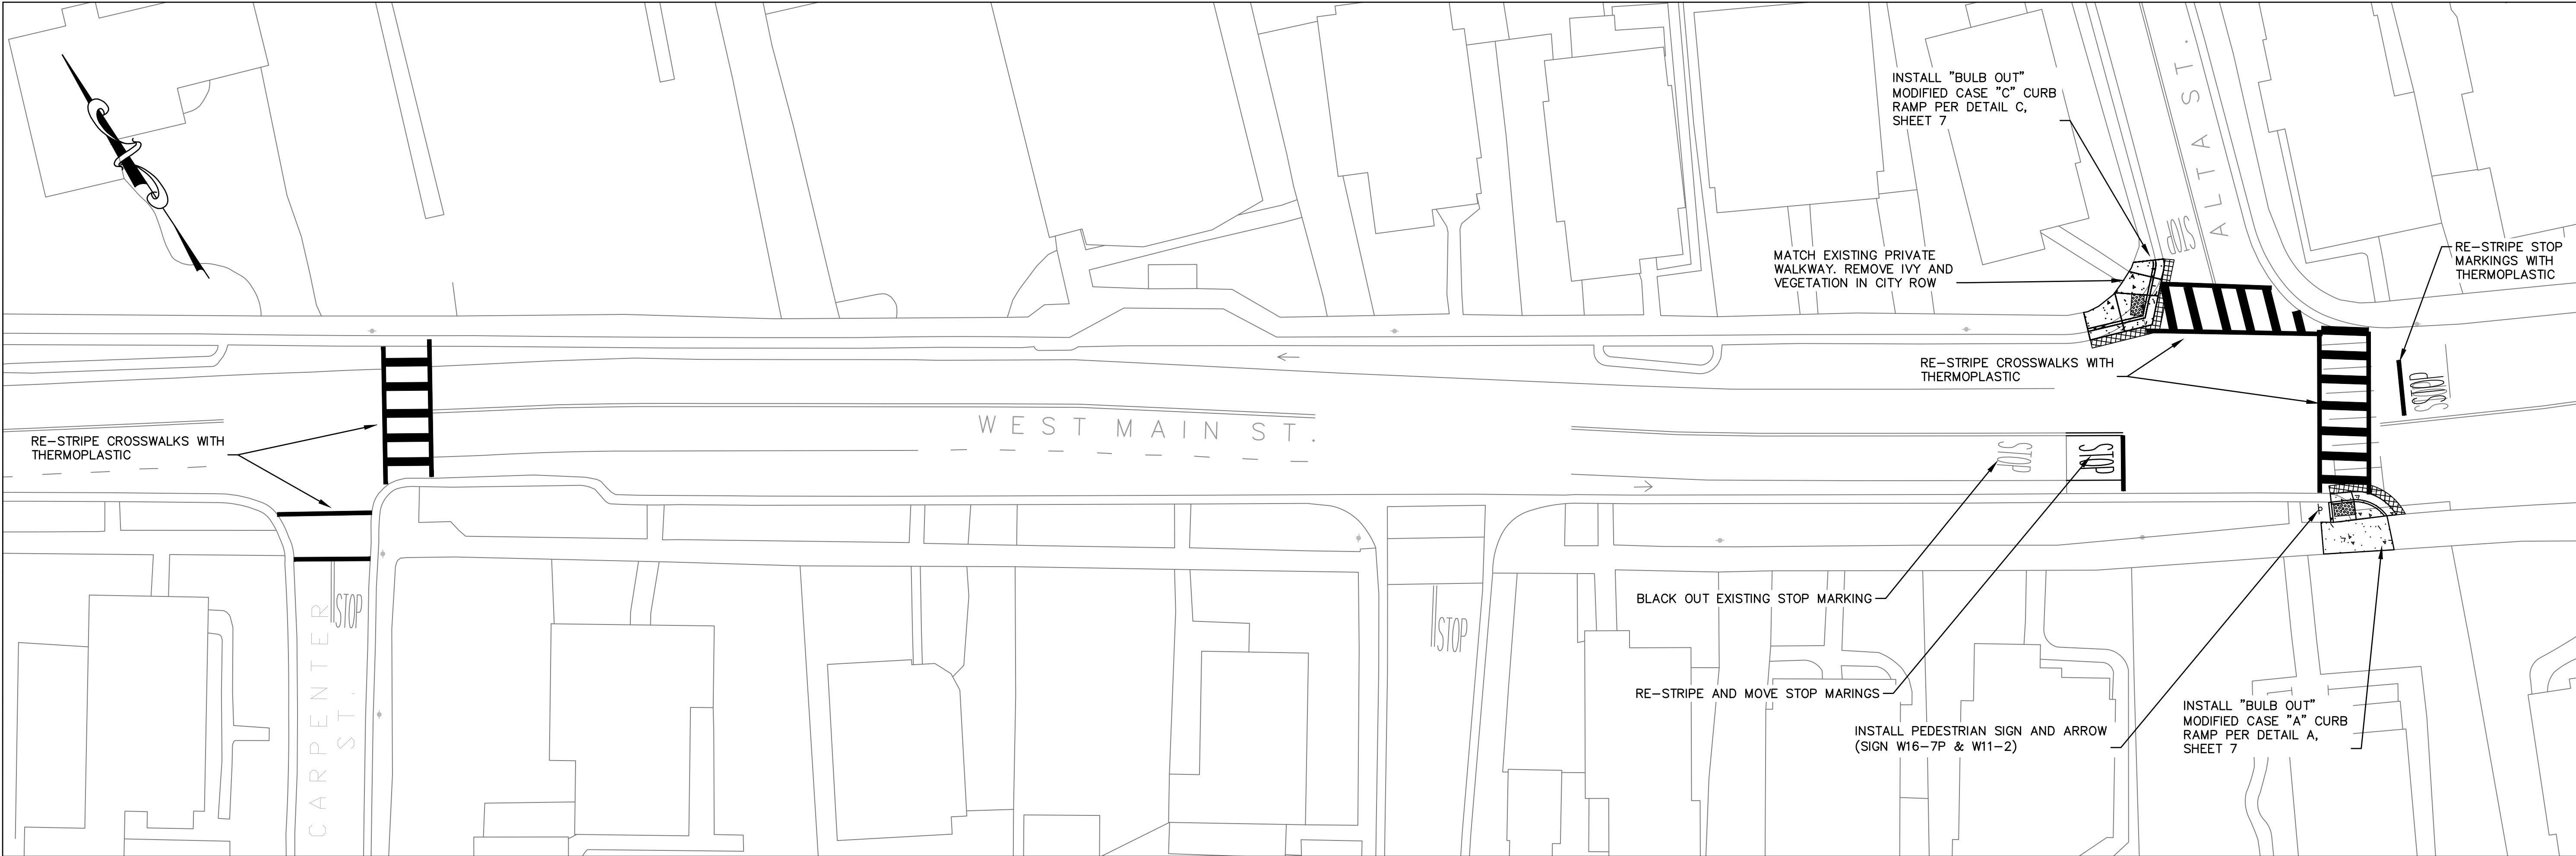 INSTALL "BULB OUT"
MODIFIED CASE "C" CURB
RAMP PER DETAIL C,
SHEET 7
ALTA ST.
STOP
MATCH EXISTING PRIVATE
WALKWAY. REMOVE IVY AND
VEGETATION IN CITY ROW
RE-STRIPE STOP
MARKINGS WITH
THERMOPLASTIC
RE-STRIPE CROSSWALKS WITH
THERMOPLASTIC
STOP
WEST MAIN ST.
RE-STRIPE CROSSWALKS WITH
THERMOPLASTIC
STOP
STOP
BLACK OUT EXISTING STOP MARKING
STOP
CARPENTER
ST.
STOP
RE-STRIPE AND MOVE STOP MARINGS
INSTALL PEDESTRIAN SIGN AND ARROW
(SIGN W16-7P & W11-2)
INSTALL "BULB OUT"
MODIFIED CASE "A" CURB
RAMP PER DETAIL A,
SHEET 7